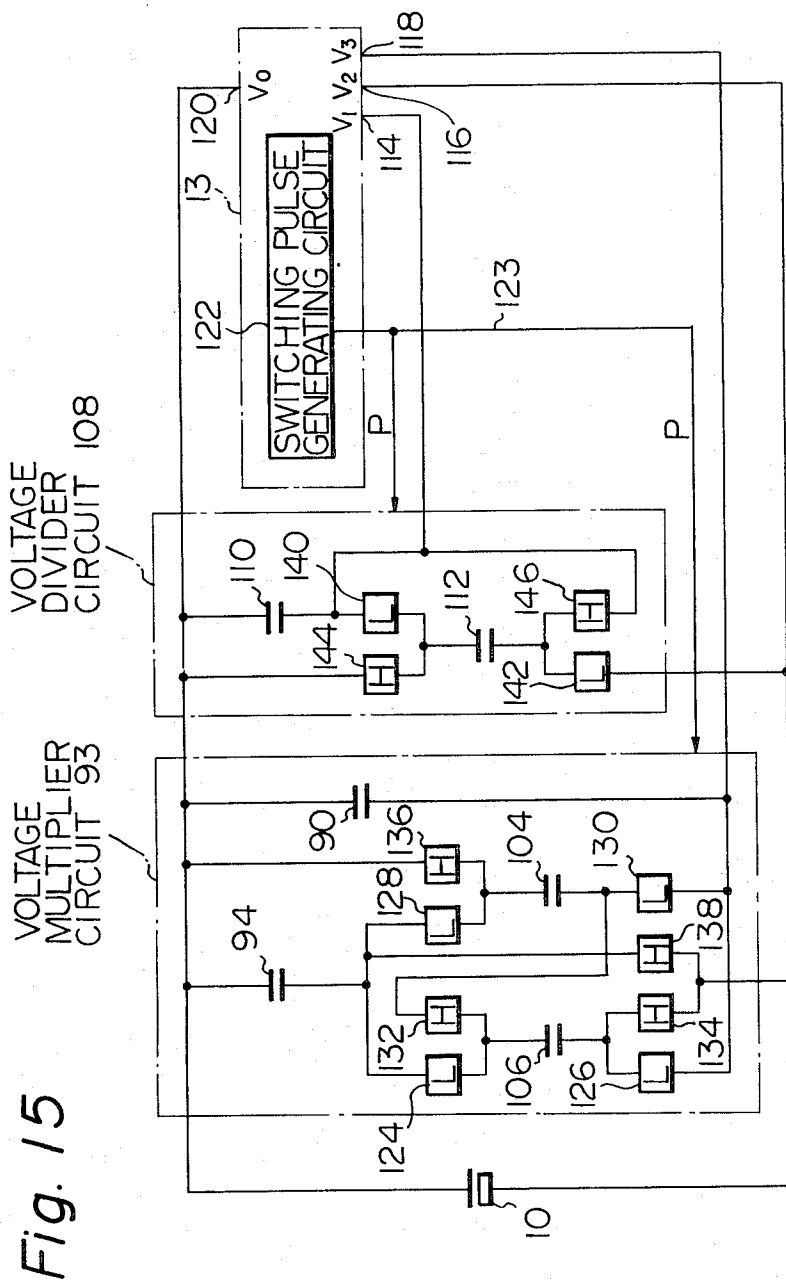 Fig. 15
VOLTAGE
MULTIPLIER
CIRCUIT 93
VOLTAGE
DIVIDER
CIRCUIT 108
94
90
132
H
L
124
128
L
H
136
106
104
126
L
H
134
H
138
L
130
10
110
144
H
L
140
112
142
L
H
146
P
P
123
122
13
120
V0
SWITCHING PULSE
GENERATING CIRCUIT
V1 V2 V3
114
116
118